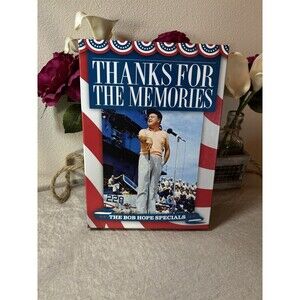 THANKS FOR
THE MEMORIES
THE BOB HOPE SPECIALS